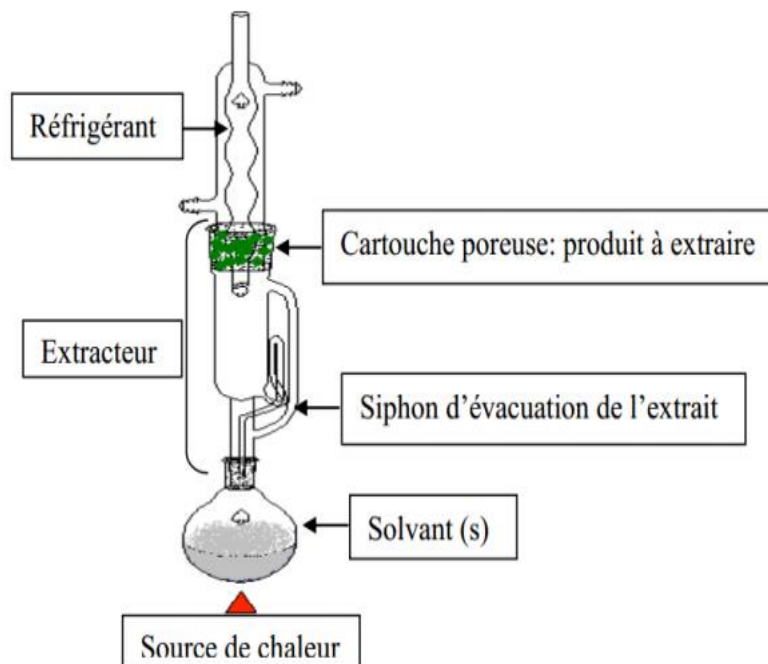 Réfrigérant
Cartouche poreuse: produit à extraire
Extracteur
Siphon d’évacuation de l’extrait
Solvant (s)
Source de chaleur